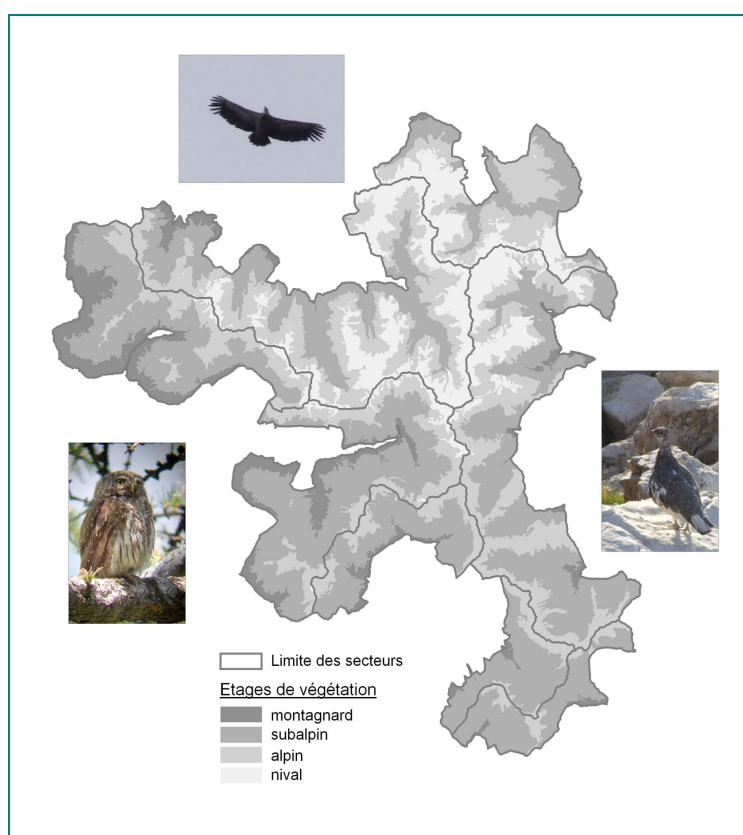 Limite des secteurs
Etages de végétation
montagnard
subalpin
alpin
nival